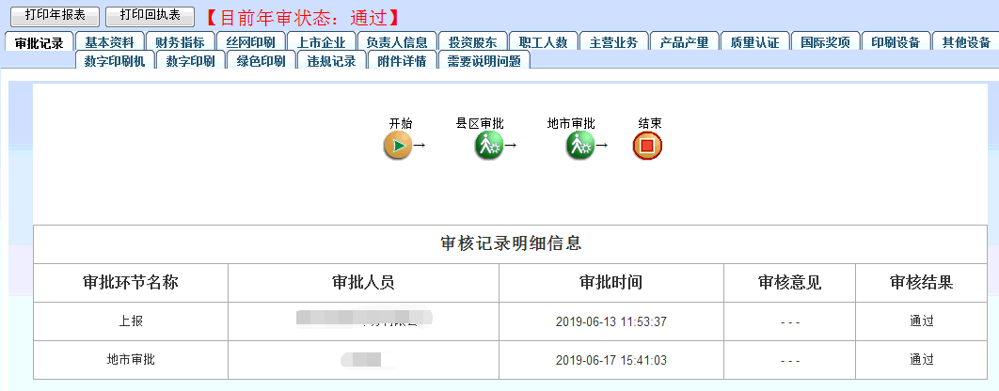 打印年报表 打印回执表 【目前年审状态：通过】
审批记录 基本资料 财务指标 丝网印刷 上市企业 负责人信息 投资股东 职工人数 主营业务 产品产量 质量认证 国际奖项 印刷设备 其他设备
数字印刷机 数字印刷 绿色印刷 违规记录 附件详情 需要说明问题
开始 县区审批 地市审批 结束
审核记录明细信息
审批环节名称 审批人员 审批时间 审核意见 审核结果
上报 2019-06-13 11:53:37 - - - 通过
地市审批 2019-06-17 15:41:03 - - - 通过